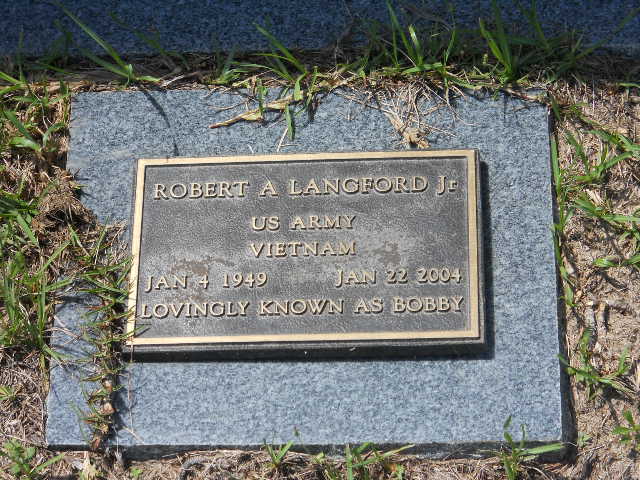 ROBERT A LANGFORD Jr
US ARMY
VIETNAM
JAN 4 1949 JAN 22 2004
LOVINGLY KNOWN AS BOBBY